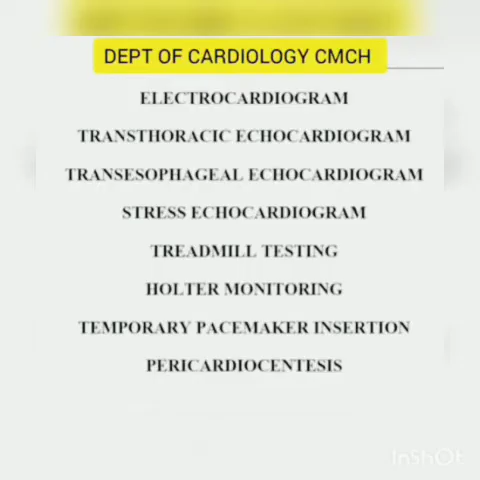 DEPT OF CARDIOLOGY CMCH
ELECTROCARDIOGRAM
TRANSTHORACIC ECHOCARDIOGRAM
TRANSESOPHAGEAL ECHOCARDIOGRAM
STRESS ECHOCARDIOGRAM
TREADMILL TESTING
HOLTER MONITORING
TEMPORARY PACEMAKER INSERTION
PERICARDIOCENTESIS
InShOt